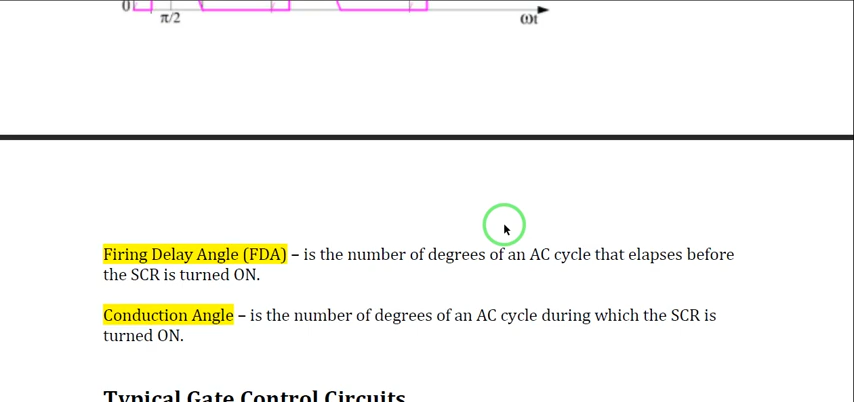 0
π/2
ωt
Firing Delay Angle (FDA) – is the number of degrees of an AC cycle that elapses before
the SCR is turned ON.
Conduction Angle – is the number of degrees of an AC cycle during which the SCR is
turned ON.
Typical Gate Control Circuits